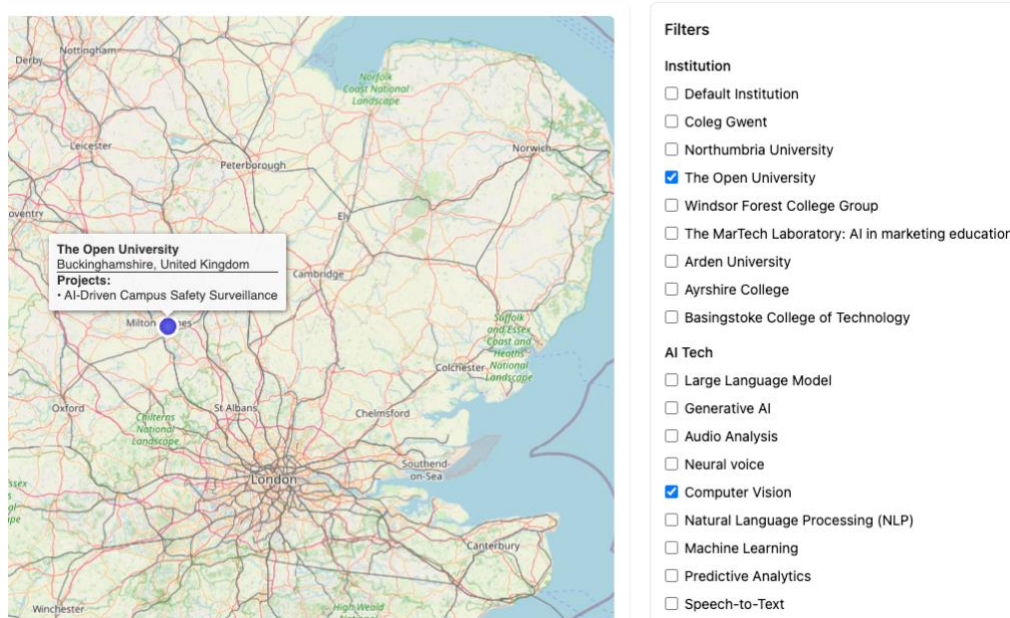 Nottingham
Derby
Norfolk
Coast National
Landscape
Leicester
Norwich
Peterborough
oventry
Ely
The Open University
Buckinghamshire, United Kingdom
Projects:
• AI-Driven Campus Safety Surveillance
Cambridge
Milton
nes
Suffolk
and Essex
Coast and
Heaths
National
Landscape
Colchester
Oxford
St Albans
Chelmsford
Chilterns
National
Landscape
Southend-
on-Sea
London
ssex
Canterbury
Winchester
High Weald
Filters
Institution
Default Institution
Coleg Gwent
Northumbria University
The Open University
Windsor Forest College Group
The MarTech Laboratory: AI in marketing education
Arden University
Ayrshire College
Basingstoke College of Technology
AI Tech
Large Language Model
Generative AI
Audio Analysis
Neural voice
Computer Vision
Natural Language Processing (NLP)
Machine Learning
Predictive Analytics
Speech-to-Text